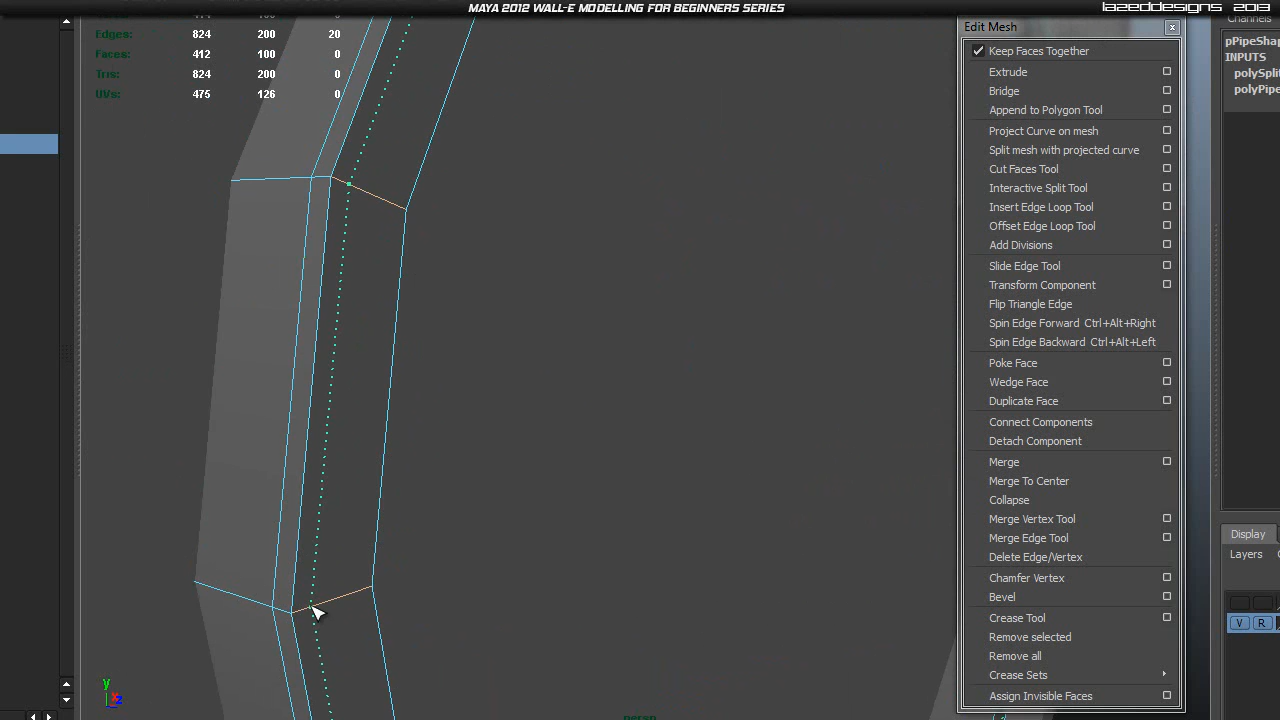 MAYA 2012 WALL-E MODELLING FOR BEGINNERS SERIES
lazeddesigns 2013
Edges: 824 200 20
Faces: 412 100 0
Tris: 824 200 0
UVs: 475 126 0
Edit Mesh
Keep Faces Together
Extrude
Bridge
Append to Polygon Tool
Project Curve on mesh
Split mesh with projected curve
Cut Faces Tool
Interactive Split Tool
Insert Edge Loop Tool
Offset Edge Loop Tool
Add Divisions
Slide Edge Tool
Transform Component
Flip Triangle Edge
Spin Edge Forward Ctrl+Alt+Right
Spin Edge Backward Ctrl+Alt+Left
Poke Face
Wedge Face
Duplicate Face
Connect Components
Detach Component
Merge
Merge To Center
Collapse
Merge Vertex Tool
Merge Edge Tool
Delete Edge/Vertex
Chamfer Vertex
Bevel
Crease Tool
Remove selected
Remove all
Crease Sets
Assign Invisible Faces
Channels
pPipeShap
INPUTS
polySplit
polyPipe
Display
Layers
V R
y
z
persp